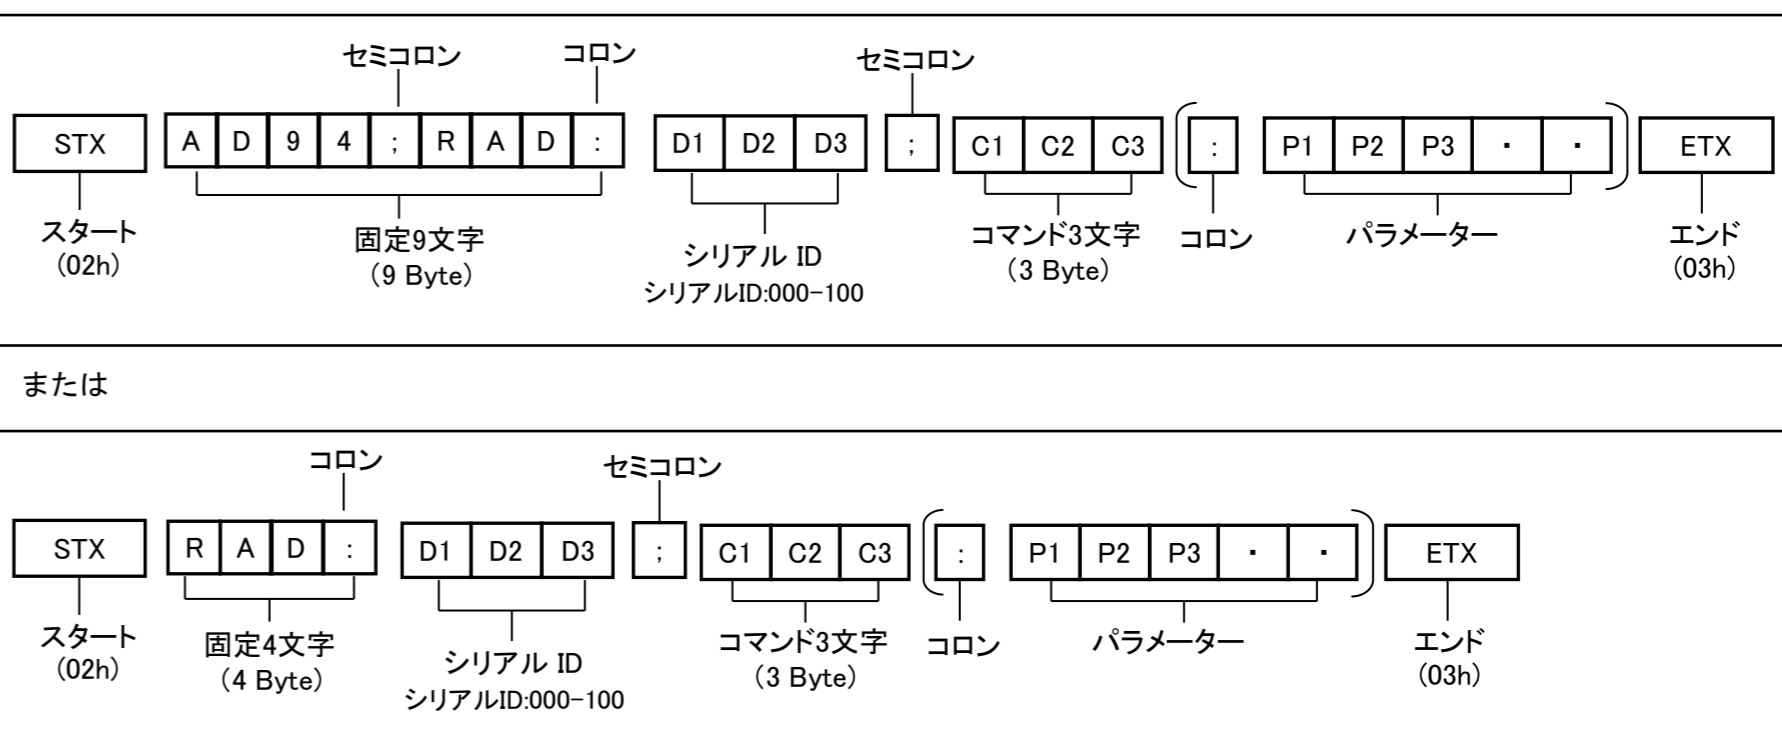 セミコロン コロン セミコロン
STX A D 9 4 ; R A D : D1 D2 D3 ; C1 C2 C3 ( : P1 P2 P3 ・ ・ ) ETX
スタート 固定9文字 シリアル ID コマンド3文字 コロン パラメーター エンド
(02h) (9 Byte) シリアルID:000-100 (3 Byte) (03h)
または
コロン セミコロン
STX R A D : D1 D2 D3 ; C1 C2 C3 ( : P1 P2 P3 ・ ・ ) ETX
スタート 固定4文字 シリアル ID コマンド3文字 コロン パラメーター エンド
(02h) (4 Byte) シリアルID:000-100 (3 Byte) (03h)